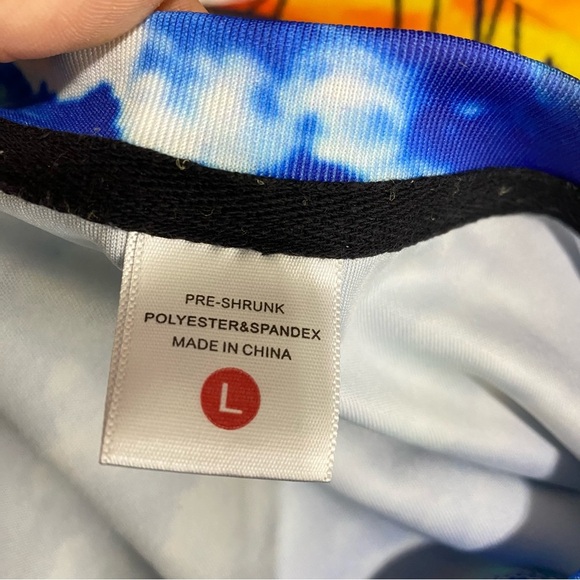 PRE-SHRUNK
POLYESTER&SPANDEX
MADE IN CHINA
L